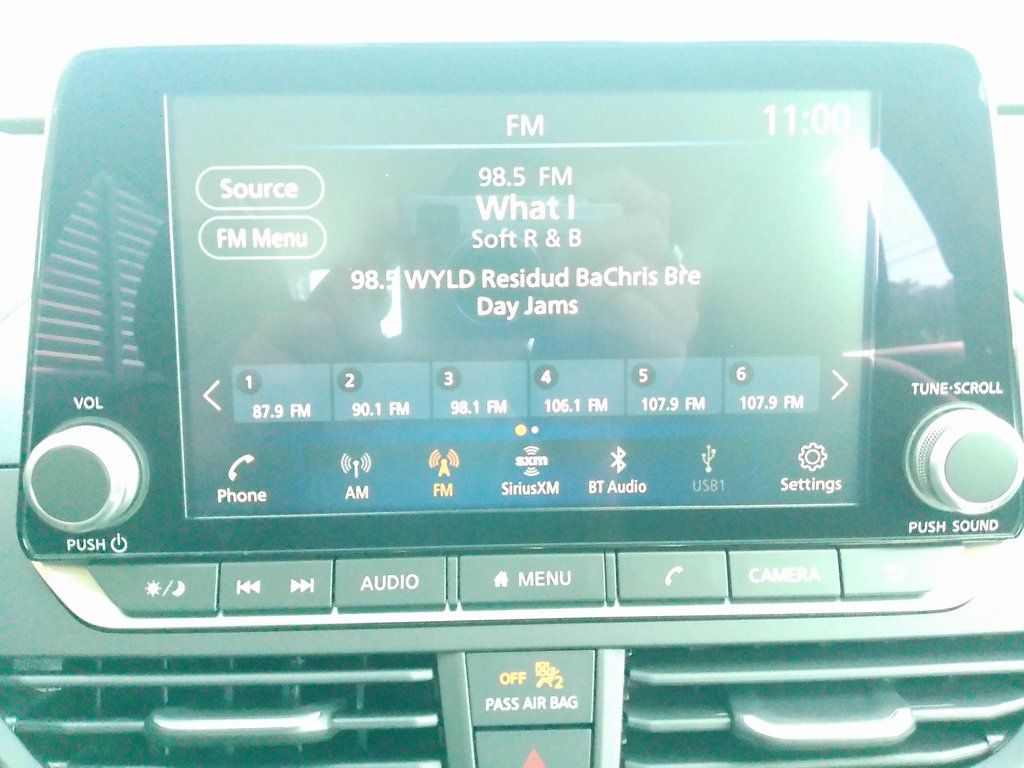 FM
11:00
Source
98.5 FM
What I
FM Menu
Soft R & B
98.5 WYLD Residud BaChris Bre
Day Jams
1
2
3
4
5
6
87.9 FM
90.1 FM
98.1 FM
106.1 FM
107.9 FM
107.9 FM
VOL
TUNE·SCROLL
Phone
AM
FM
sxm
SiriusXM
BT Audio
USB1
Settings
PUSH
PUSH SOUND
AUDIO
MENU
CAMERA
OFF
2
PASS AIR BAG